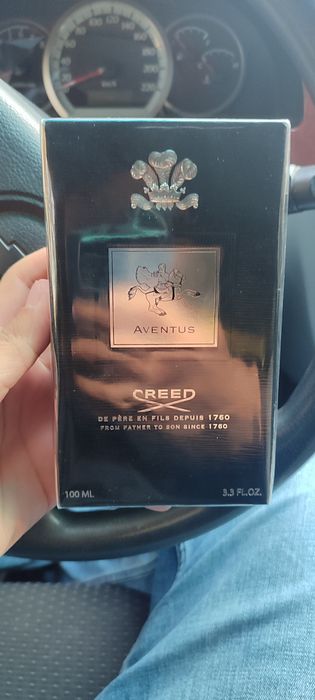 AVENTUS
CREED
DE PÈRE EN FILS DEPUIS 1760
FROM FATHER TO SON SINCE 1760
100 ML 3.3 FL.OZ.